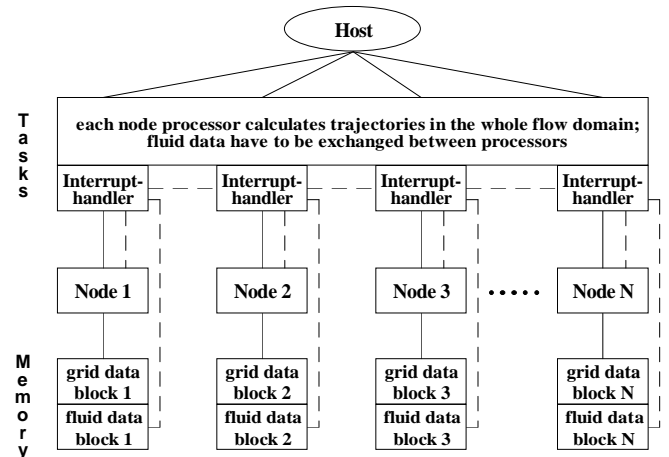 Host
Tasks
each node processor calculates trajectories in the whole flow domain;
fluid data have to be exchanged between processors
Interrupt- Interrupt- Interrupt- Interrupt-
handler handler handler handler
Node 1 Node 2 Node 3 ..... Node N
Memory
grid data grid data grid data grid data
block 1 block 2 block 3 block N
fluid data fluid data fluid data fluid data
block 1 block 2 block 3 block N